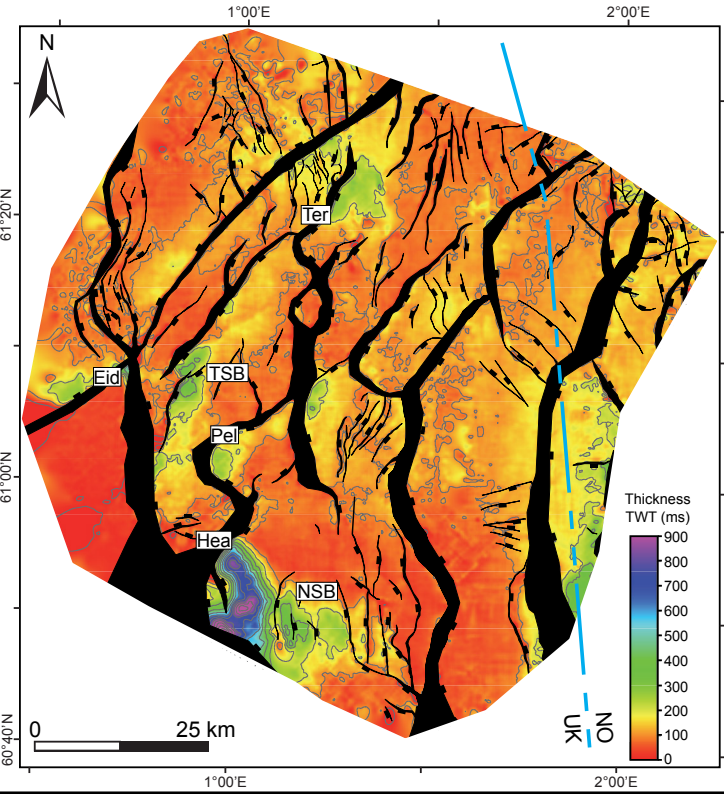 1°00'E
2°00'E
N
61°20'N
Ter
Eid
TSB
Pel
61°00'N
Thickness
TWT (ms)
900
800
700
600
500
400
300
200
100
0
Hea
NSB
0
25 km
UK
NO
60°40'N
1°00'E
2°00'E